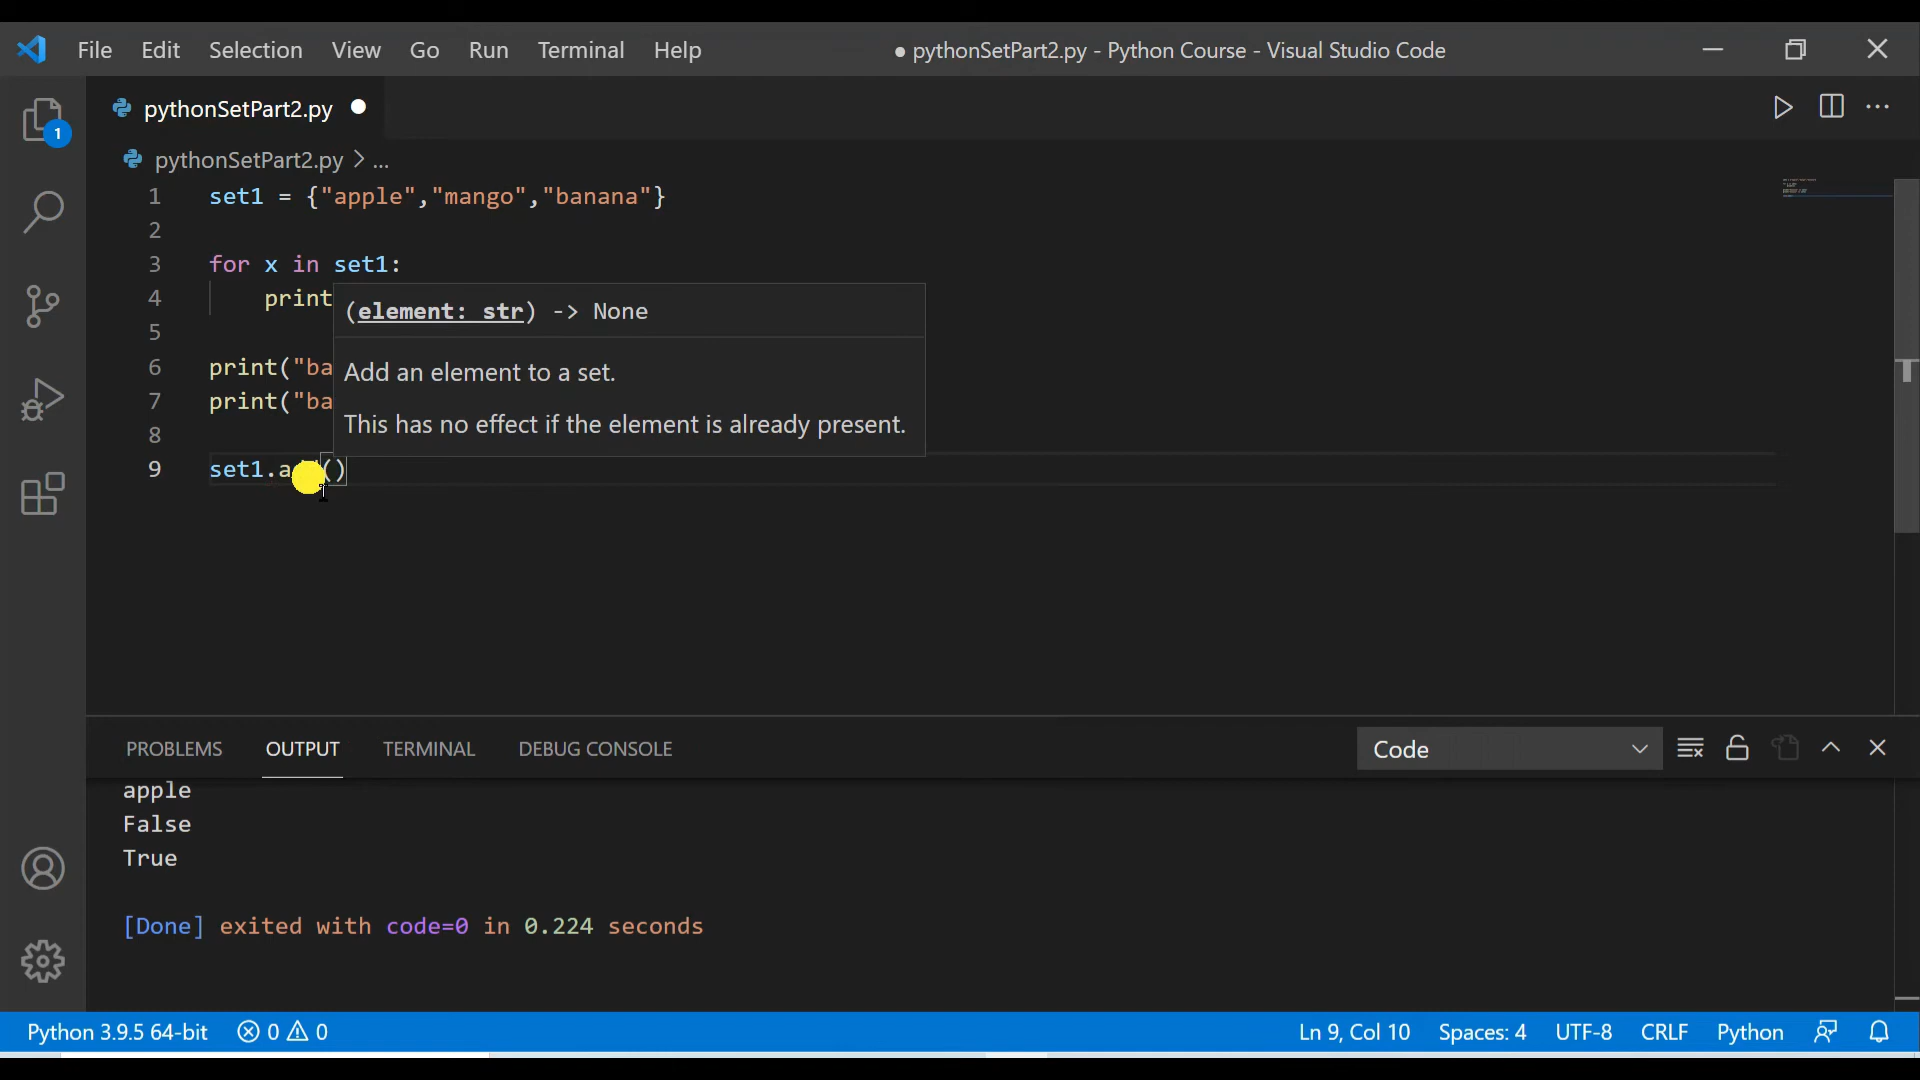 File Edit Selection View Go Run Terminal Help ● pythonSetPart2.py - Python Course - Visual Studio Code
pythonSetPart2.py
1
pythonSetPart2.py > ...
1 set1 = {"apple","mango","banana"}
2
3 for x in set1:
4 print
(element: str) -> None
5
6 print("ba
Add an element to a set.
7 print("ba
This has no effect if the element is already present.
8
9 set1.a ()
PROBLEMS OUTPUT TERMINAL DEBUG CONSOLE Code
apple
False
True
[Done] exited with code=0 in 0.224 seconds
Python 3.9.5 64-bit 0 0 Ln 9, Col 10 Spaces: 4 UTF-8 CRLF Python